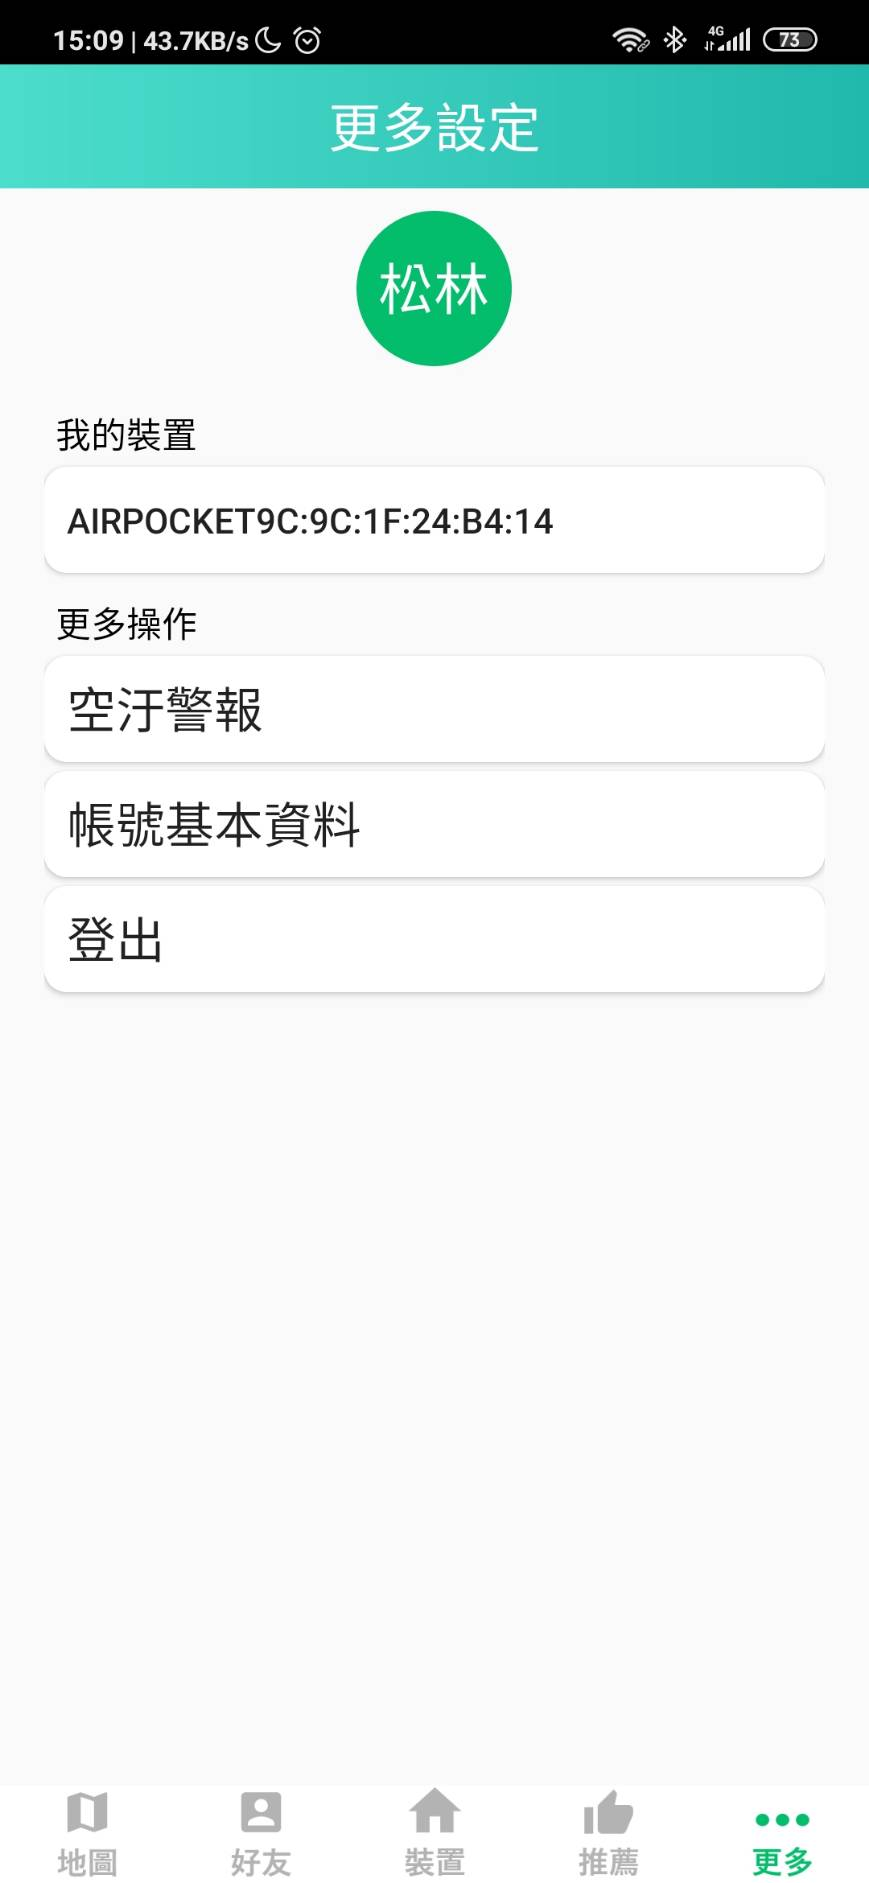 15:09 | 43.7KB/s
4G
73
更多設定
松林
我的裝置
AIRPOCKET9C:9C:1F:24:B4:14
更多操作
空汙警報
帳號基本資料
登出
地圖
好友
裝置
推薦
更多